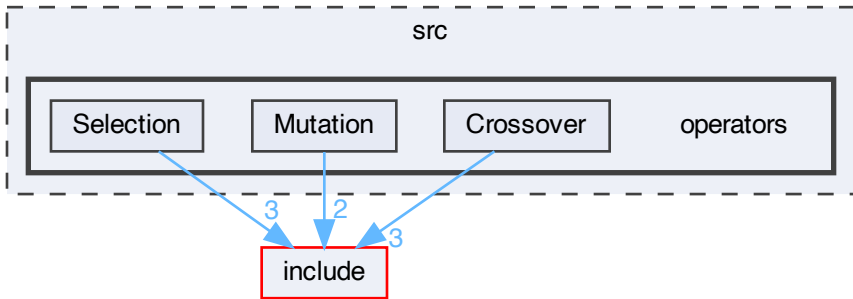 src
Selection
Mutation
Crossover
operators
3
2
3
include